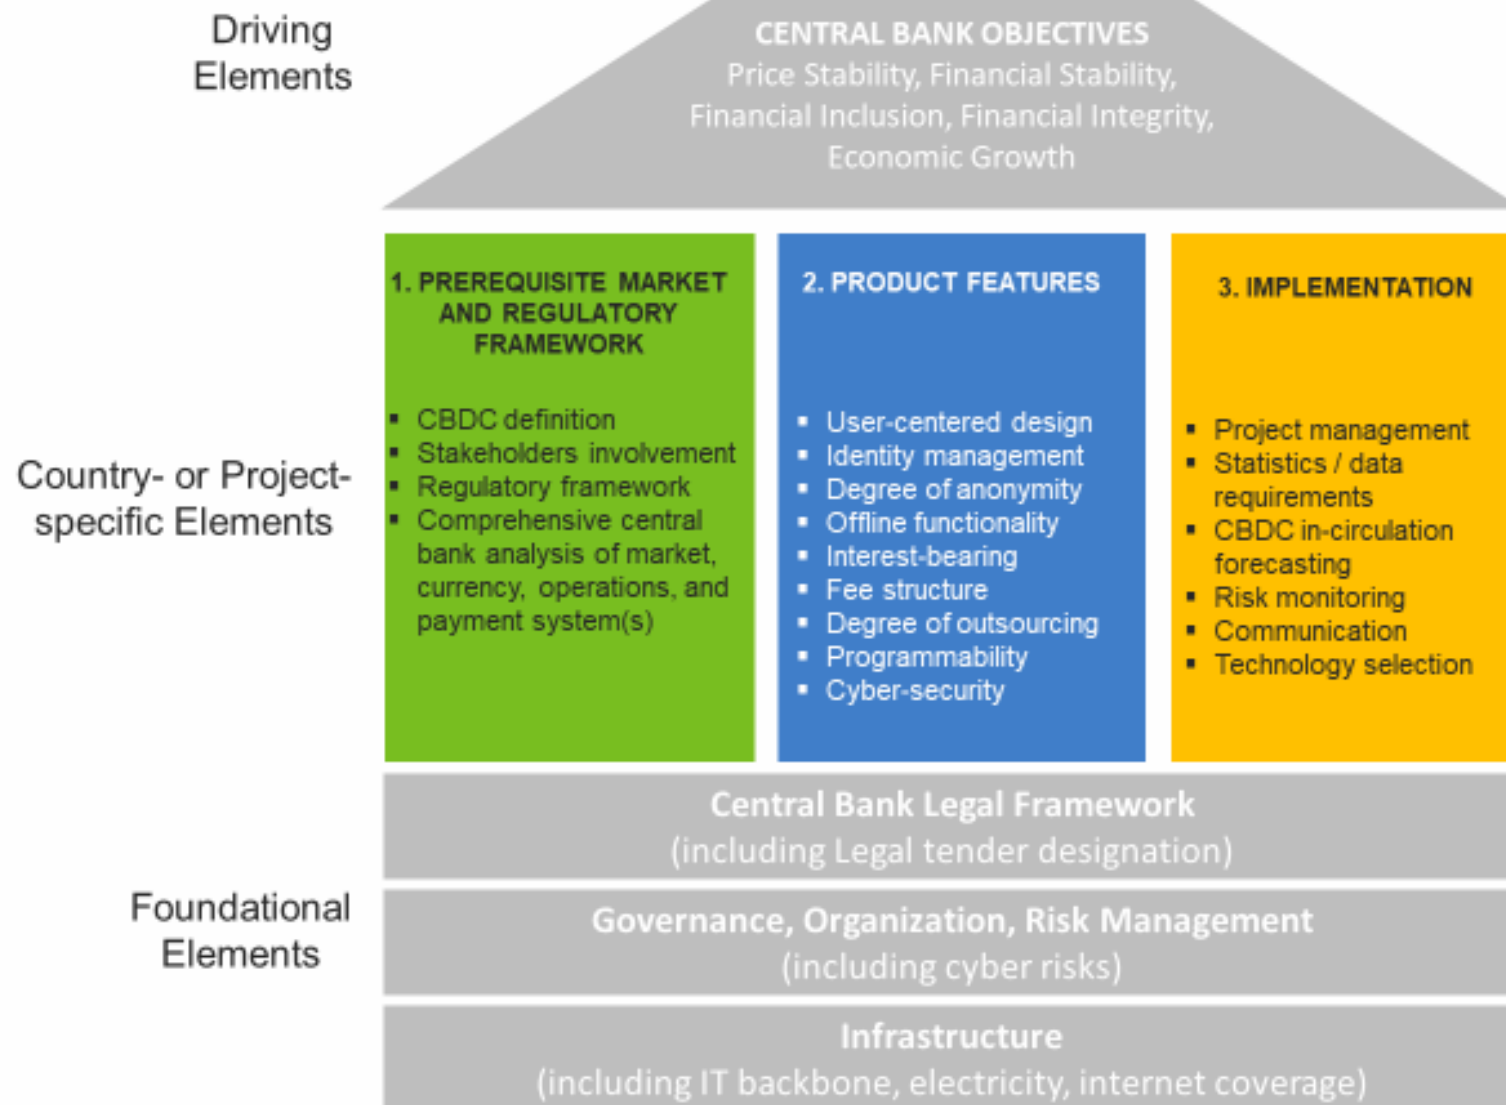 Driving
Elements
CENTRAL BANK OBJECTIVES
Price Stability, Financial Stability,
Financial Inclusion, Financial Integrity,
Economic Growth
Country- or Project-
specific Elements
1. PREREQUISITE MARKET
AND REGULATORY
FRAMEWORK
▪ CBDC definition
▪ Stakeholders involvement
▪ Regulatory framework
▪ Comprehensive central
bank analysis of market,
currency, operations, and
payment system(s)
2. PRODUCT FEATURES
▪ User-centered design
▪ Identity management
▪ Degree of anonymity
▪ Offline functionality
▪ Interest-bearing
▪ Fee structure
▪ Degree of outsourcing
▪ Programmability
▪ Cyber-security
3. IMPLEMENTATION
▪ Project management
▪ Statistics / data
requirements
▪ CBDC in-circulation
forecasting
▪ Risk monitoring
▪ Communication
▪ Technology selection
Foundational
Elements
Central Bank Legal Framework
(including Legal tender designation)
Governance, Organization, Risk Management
(including cyber risks)
Infrastructure
(including IT backbone, electricity, internet coverage)